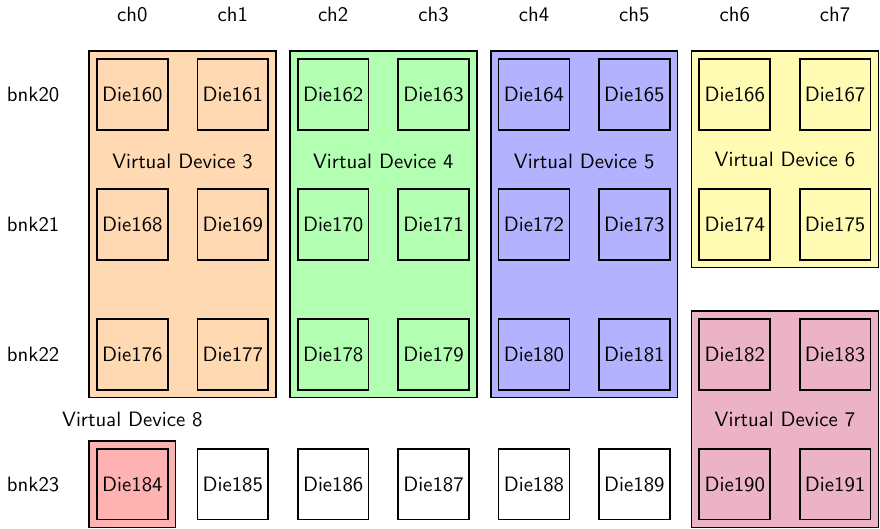 ch0 ch1 ch2 ch3 ch4 ch5 ch6 ch7
bnk20 Die160 Die161 Die162 Die163 Die164 Die165 Die166 Die167
Virtual Device 3 Virtual Device 4 Virtual Device 5 Virtual Device 6
bnk21 Die168 Die169 Die170 Die171 Die172 Die173 Die174 Die175
bnk22 Die176 Die177 Die178 Die179 Die180 Die181 Die182 Die183
Virtual Device 8 Virtual Device 7
bnk23 Die184 Die185 Die186 Die187 Die188 Die189 Die190 Die191